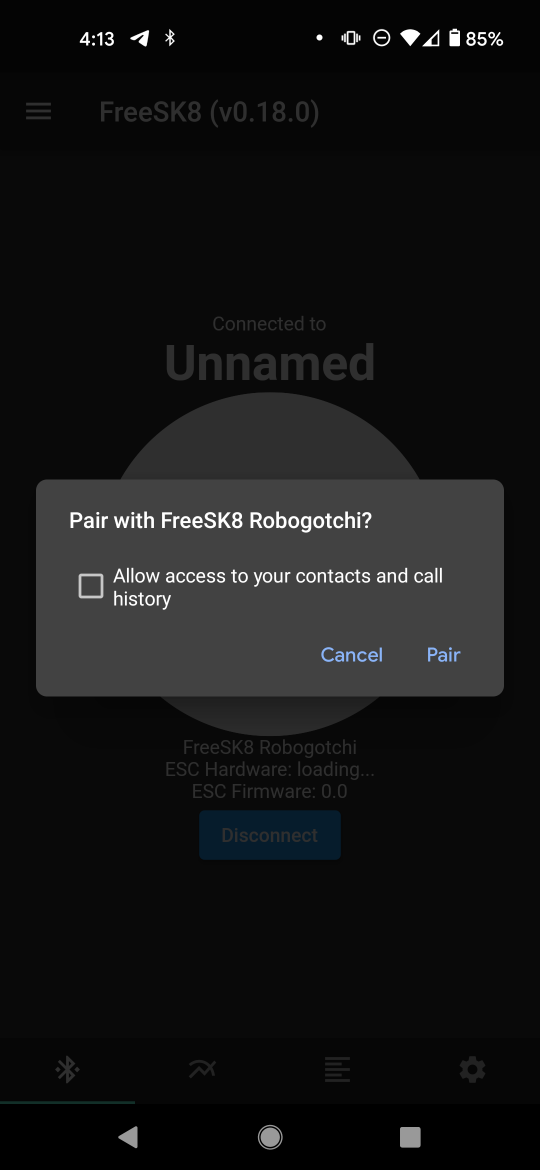 4:13
85%
FreeSK8 (v0.18.0)
Connected to
Unnamed
Pair with FreeSK8 Robogotchi?
Allow access to your contacts and call
history
Cancel
Pair
FreeSK8 Robogotchi
ESC Hardware: loading...
ESC Firmware: 0.0
Disconnect